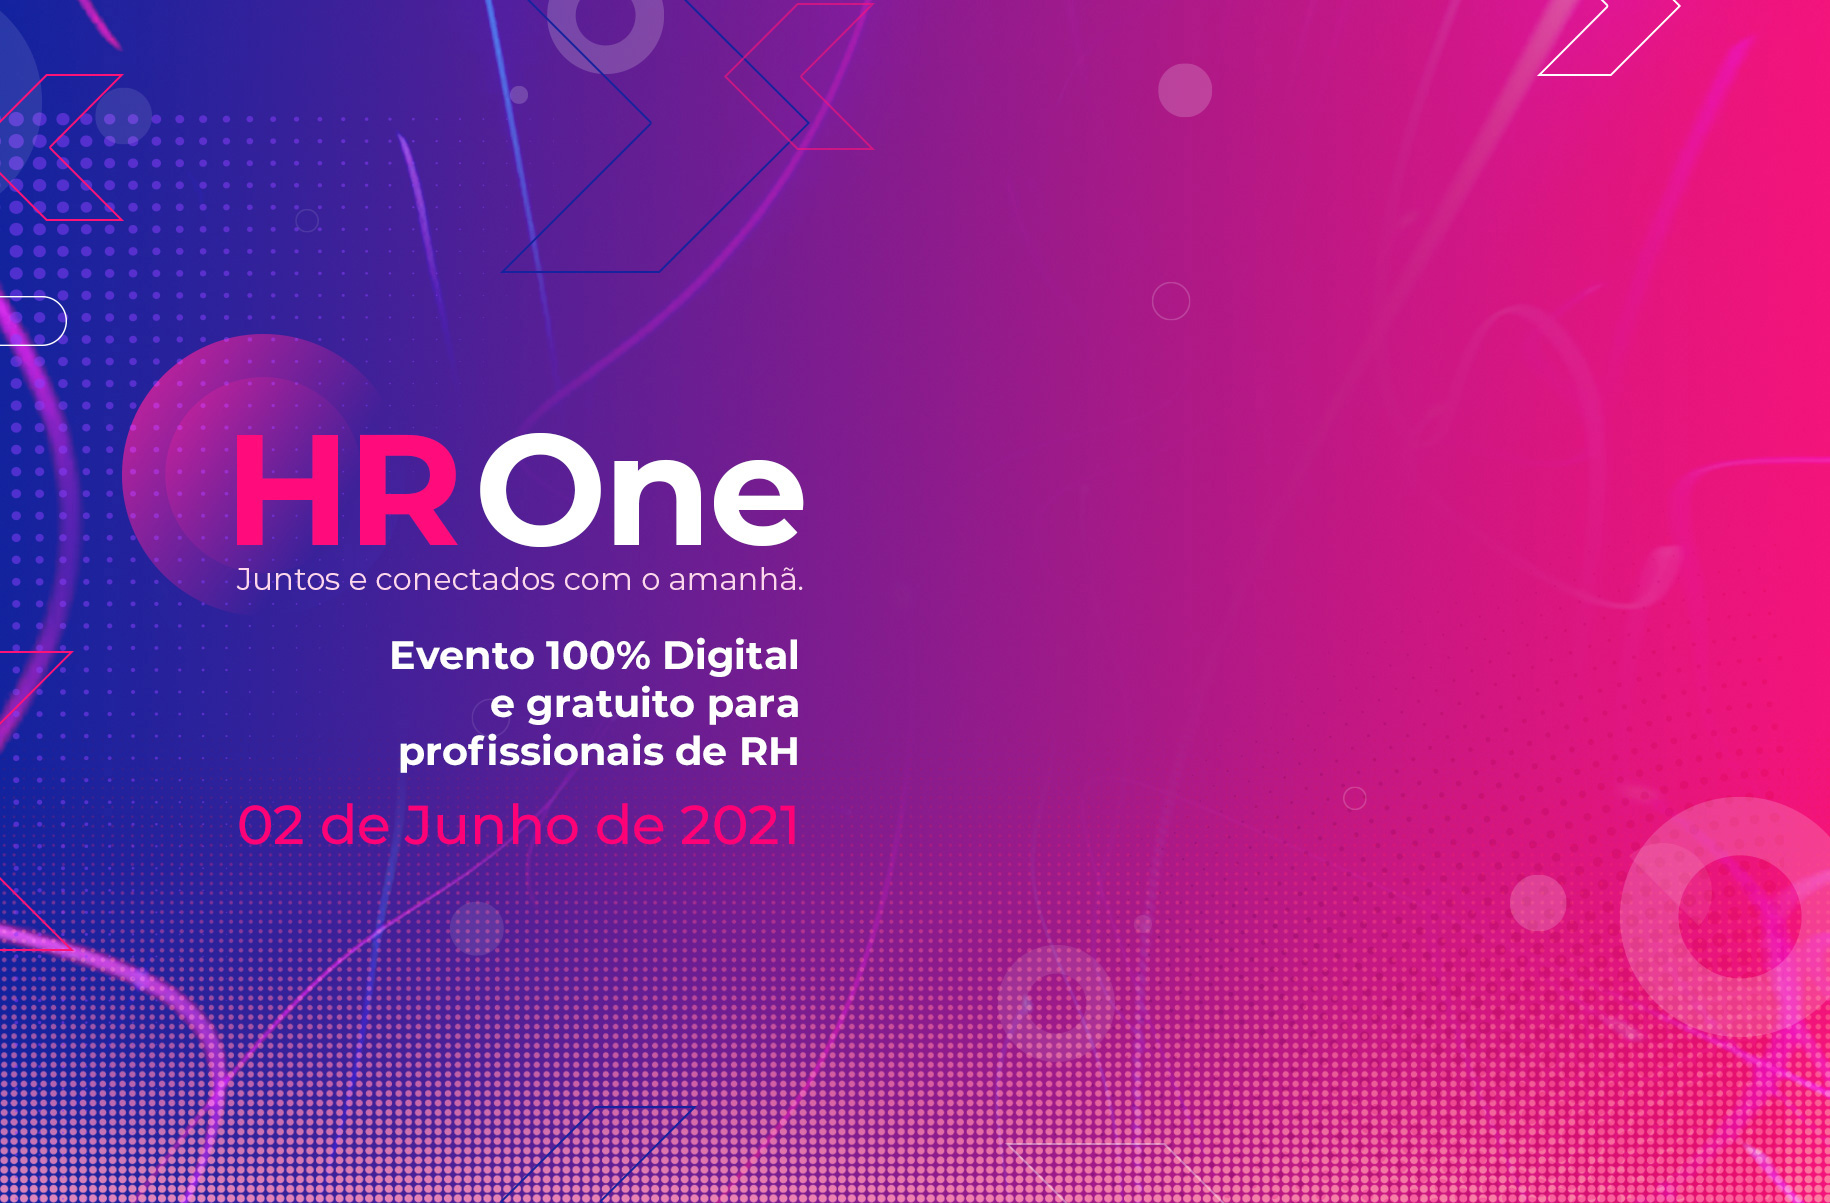 HR One
Juntos e conectados com o amanhã.
Evento 100% Digital
e gratuito para
profissionais de RH
02 de Junho de 2021